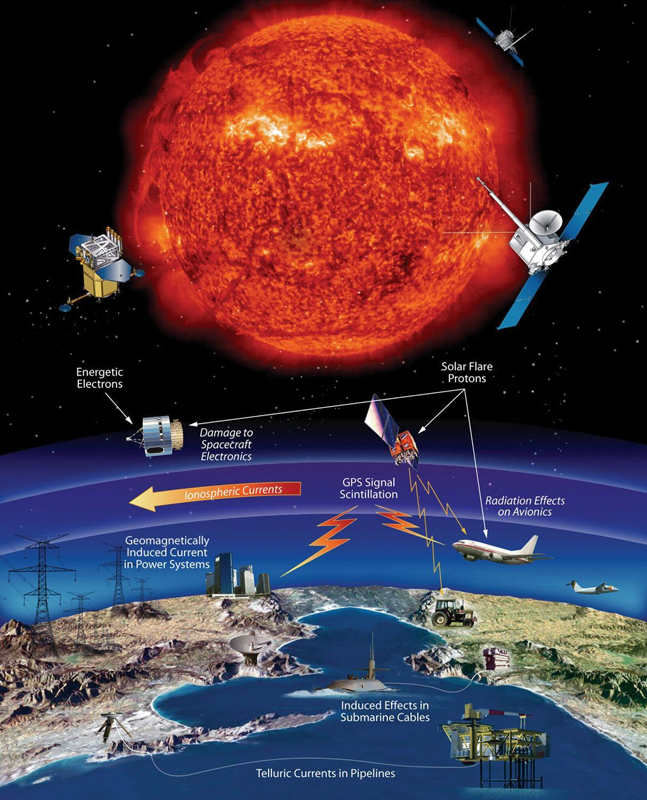 Energetic
Electrons
Solar Flare
Protons
Damage to
Spacecraft
Electronics
Ionospheric Currents
GPS Signal
Scintillation
Radiation Effects
on Avionics
Geomagnetically
Induced Current
in Power Systems
Induced Effects in
Submarine Cables
Telluric Currents in Pipelines